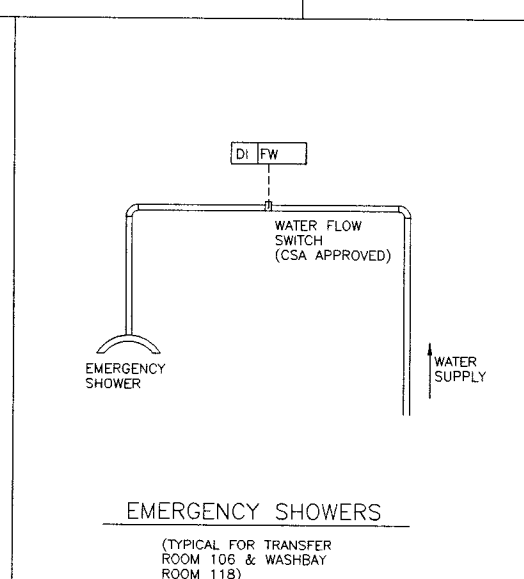 DI FW
WATER FLOW
SWITCH
(CSA APPROVED)
EMERGENCY
SHOWER
WATER
SUPPLY
EMERGENCY SHOWERS
(TYPICAL FOR TRANSFER
ROOM 106 & WASHBAY
ROOM 118)